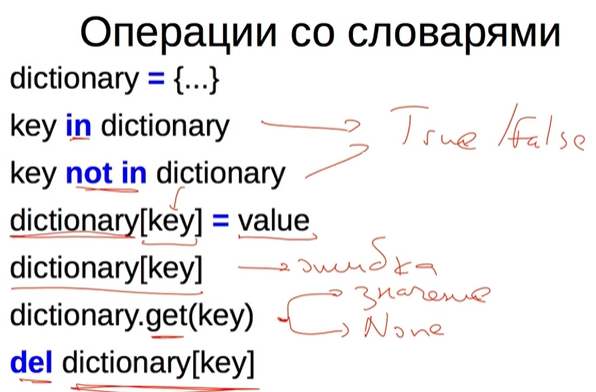 Операции со словарями
dictionary = {...}
key in dictionary
True/False
key not in dictionary
dictionary[key] = value
dictionary[key]
ошибка
значение
dictionary.get(key)
None
del dictionary[key]